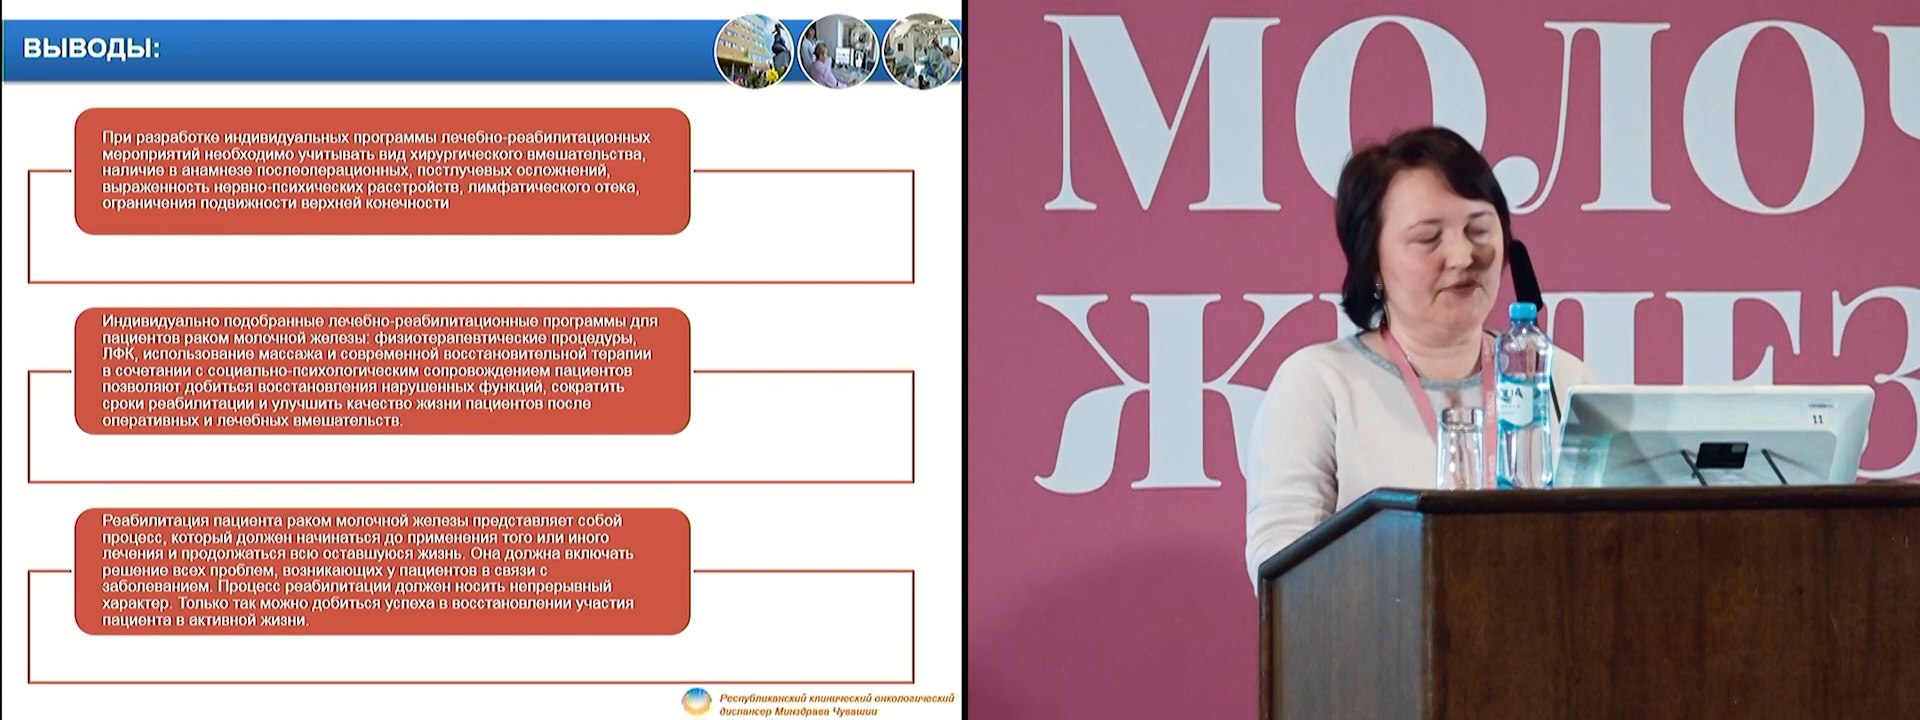 ВЫВОДЫ:
При разработке индивидуальных программы лечебно-реабилитационных
мероприятий необходимо учитывать вид хирургического вмешательства,
наличие в анамнезе послеоперационных, постлучевых осложнений,
выраженность нервно-психических расстройств, лимфатического отека,
ограничения подвижности верхней конечности
Индивидуально подобранные лечебно-реабилитационные программы для
пациентов раком молочной железы: физиотерапевтические процедуры,
ЛФК, использование массажа и современной восстановительной терапии
в сочетании с социально-психологическим сопровождением пациентов
позволяют добиться восстановления нарушенных функций, сократить
сроки реабилитации и улучшить качество жизни пациентов после
оперативных и лечебных вмешательств.
Реабилитация пациента раком молочной железы представляет собой
процесс, который должен начинаться до применения того или иного
лечения и продолжаться всю оставшуюся жизнь. Она должна включать
решение всех проблем, возникающих у пациентов в связи с
заболеванием. Процесс реабилитации должен носить непрерывный
характер. Только так можно добиться успеха в восстановлении участия
пациента в активной жизни.
Республиканский клинический онкологический
диспансер Минздрава Чувашии
МОЛОЧ
ЖЕЛЕЗ
11